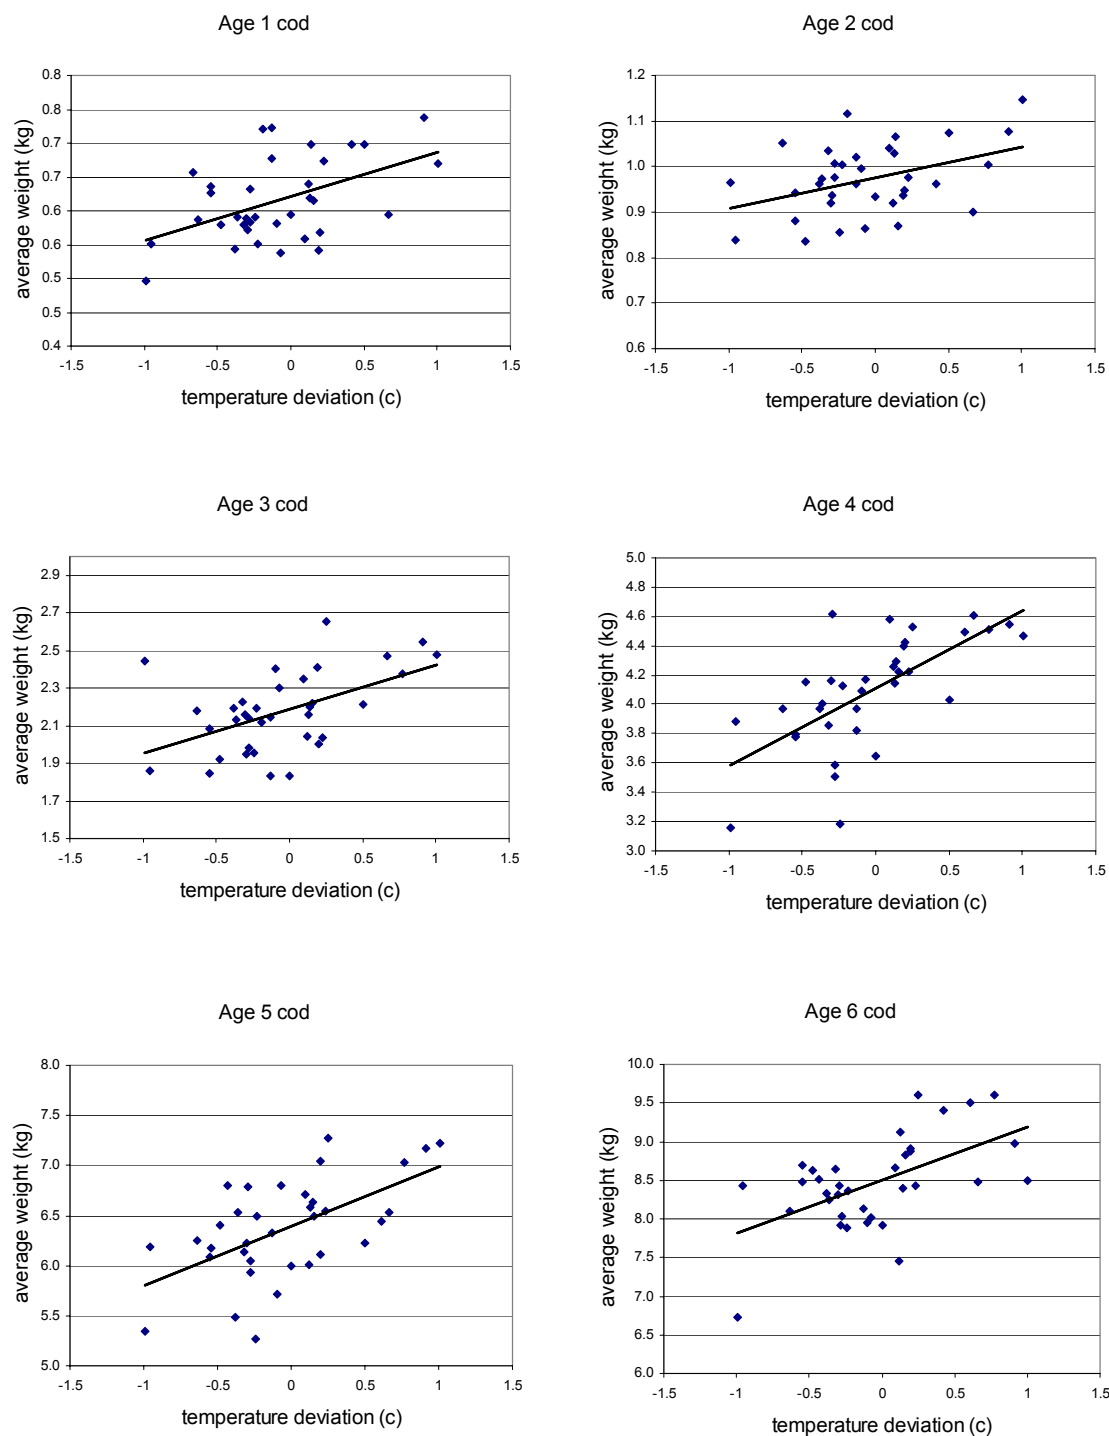 Age 1 cod
0.8
0.8
0.7
0.7
0.6
0.6
0.5
0.5
0.4
-1.5 -1 -0.5 0 0.5 1 1.5
temperature deviation (c)
average weight (kg)
Age 2 cod
1.2
1.1
1.0
0.9
0.8
0.7
0.6
-1.5 -1 -0.5 0 0.5 1 1.5
temperature deviation (c)
average weight (kg)
Age 3 cod
2.9
2.7
2.5
2.3
2.1
1.9
1.7
1.5
-1.5 -1 -0.5 0 0.5 1 1.5
temperature deviation (c)
average weight (kg)
Age 4 cod
5.0
4.8
4.6
4.4
4.2
4.0
3.8
3.6
3.4
3.2
3.0
-1.5 -1 -0.5 0 0.5 1 1.5
temperature deviation (c)
average weight (kg)
Age 5 cod
8.0
7.5
7.0
6.5
6.0
5.5
5.0
-1.5 -1 -0.5 0 0.5 1 1.5
temperature deviation (c)
average weight (kg)
Age 6 cod
10.0
9.5
9.0
8.5
8.0
7.5
7.0
6.5
6.0
-1.5 -1 -0.5 0 0.5 1 1.5
temperature deviation (c)
average weight (kg)